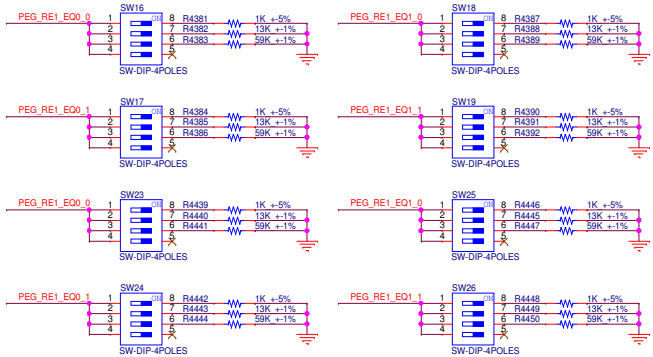 SW16
PEG_RE1_EQ0_0
ON
1 8 R4381 1K +-5%
2 7 R4382 13K +-1%
3 6 R4383 59K +-1%
4 5
SW-DIP-4POLES
SW18
PEG_RE1_EQ1_0
ON
1 8 R4387 1K +-5%
2 7 R4388 13K +-1%
3 6 R4389 59K +-1%
4 5
SW-DIP-4POLES
SW17
PEG_RE1_EQ0_1
ON
1 8 R4384 1K +-5%
2 7 R4385 13K +-1%
3 6 R4386 59K +-1%
4 5
SW-DIP-4POLES
SW19
PEG_RE1_EQ1_1
ON
1 8 R4390 1K +-5%
2 7 R4391 13K +-1%
3 6 R4392 59K +-1%
4 5
SW-DIP-4POLES
SW23
PEG_RE1_EQ0_0
ON
1 8 R4439 1K +-5%
2 7 R4440 13K +-1%
3 6 R4441 59K +-1%
4 5
SW-DIP-4POLES
SW25
PEG_RE1_EQ1_0
ON
1 8 R4446 1K +-5%
2 7 R4445 13K +-1%
3 6 R4447 59K +-1%
4 5
SW-DIP-4POLES
SW24
PEG_RE1_EQ0_1
ON
1 8 R4442 1K +-5%
2 7 R4443 13K +-1%
3 6 R4444 59K +-1%
4 5
SW-DIP-4POLES
SW26
PEG_RE1_EQ1_1
ON
1 8 R4448 1K +-5%
2 7 R4449 13K +-1%
3 6 R4450 59K +-1%
4 5
SW-DIP-4POLES